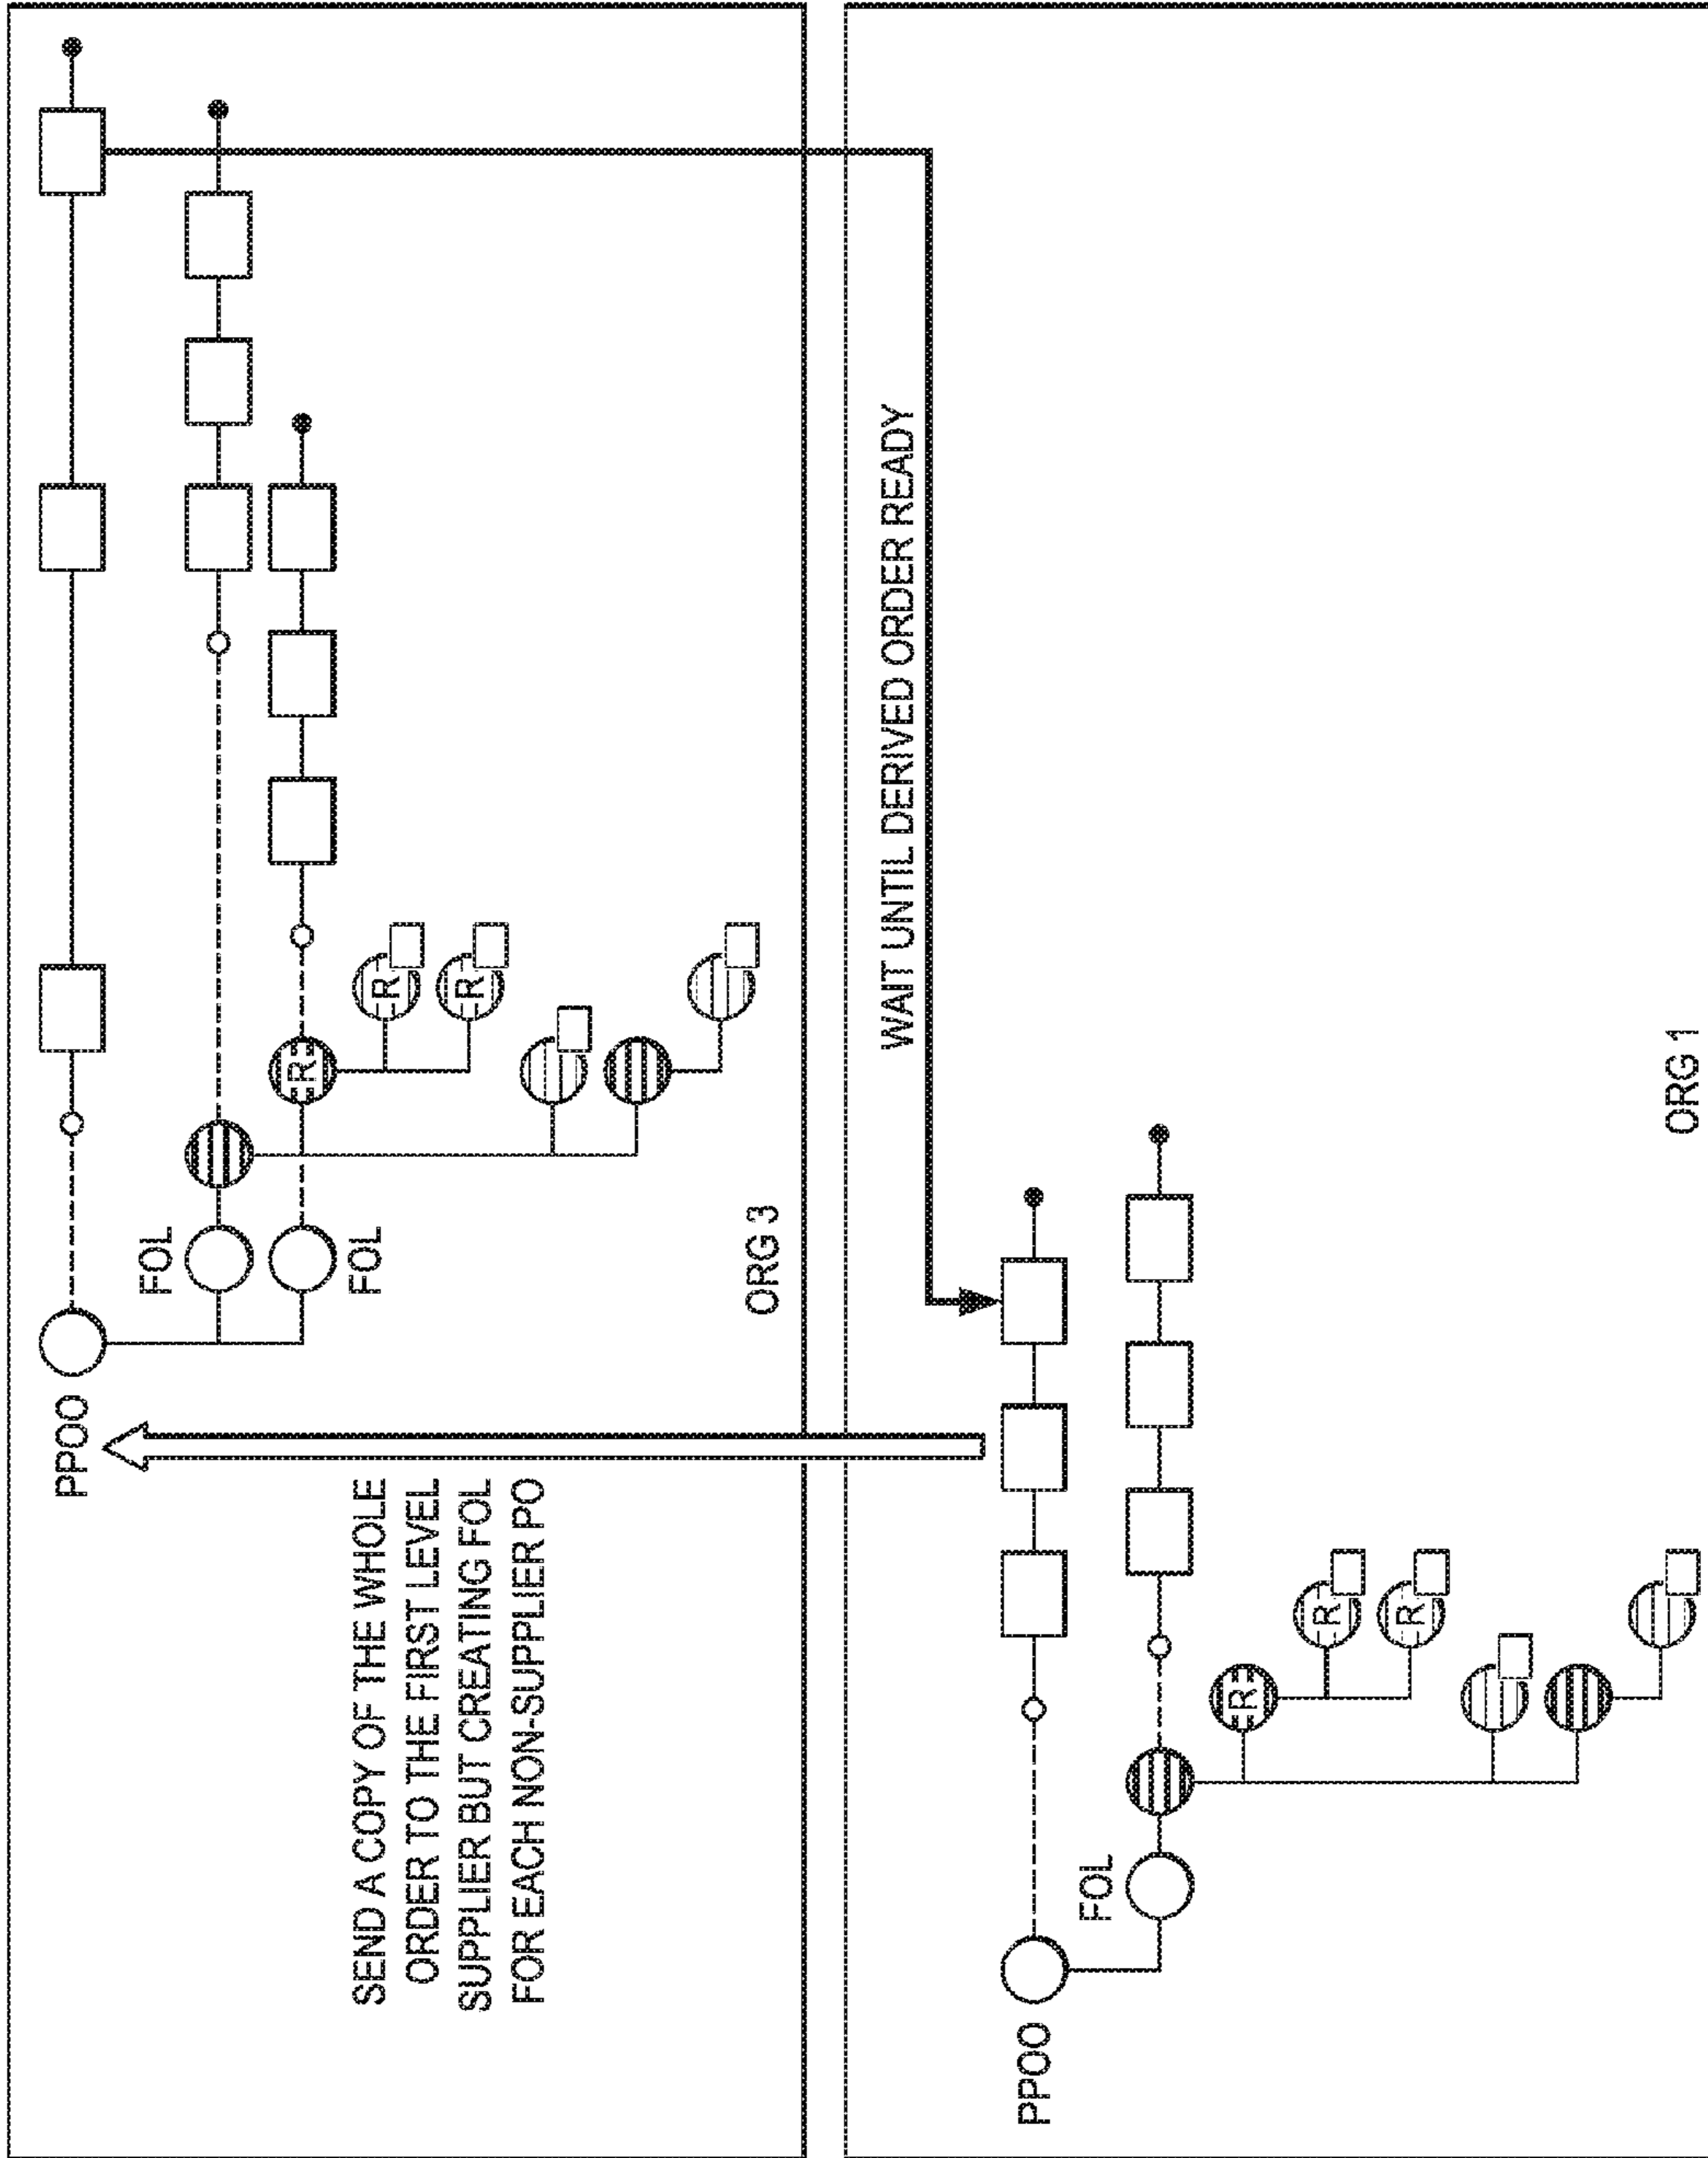 PPOO
FOL
FOL
SEND A COPY OF THE WHOLE
ORDER TO THE FIRST LEVEL
SUPPLIER BUT CREATING FOL
FOR EACH NON-SUPPLIER PO
R
R
R
ORG 3
WAIT UNTIL DERIVED ORDER READY
PPOO
FOL
R
R
R
ORG 1